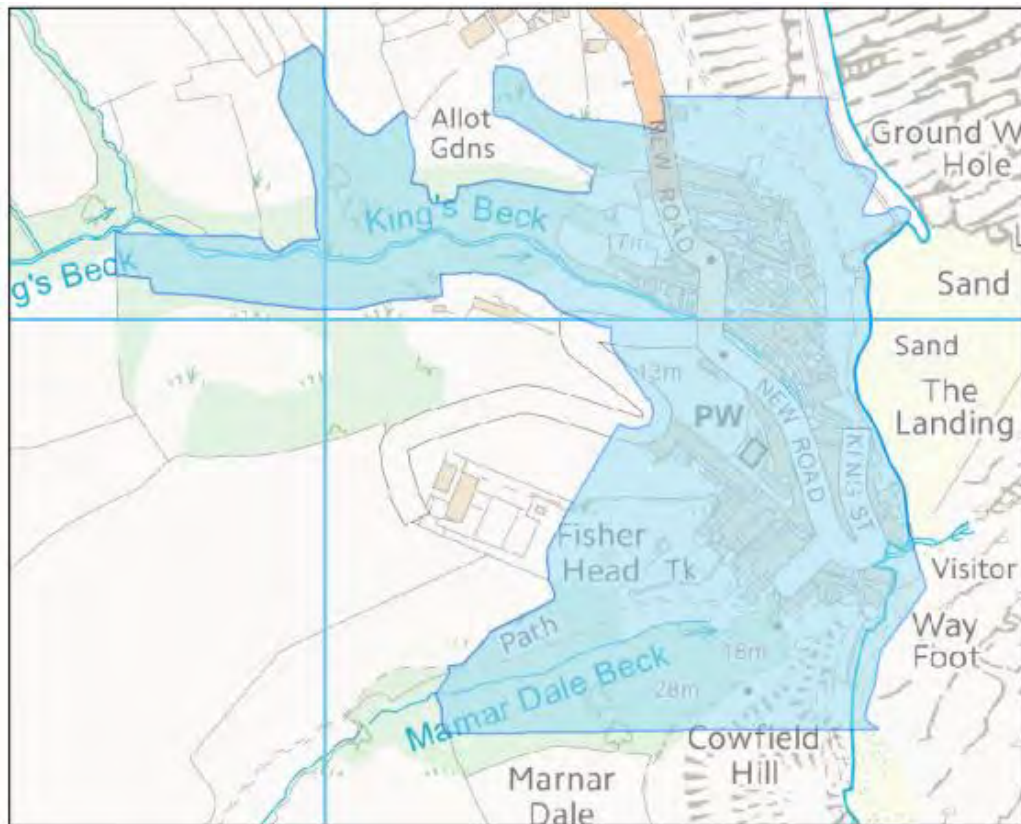 Allot
Gdns
NEW ROAD
Ground W
Hole
King's Beck
17m
g's Beck
L
Sand
Sand
The
Landing
13m
PW
NEW ROAD
KING ST
Fisher
Head
Tk
Visitor
Path
Way
Foot
18m
Marnar Dale Beck
28m
Cowfield
Hill
Marnar
Dale